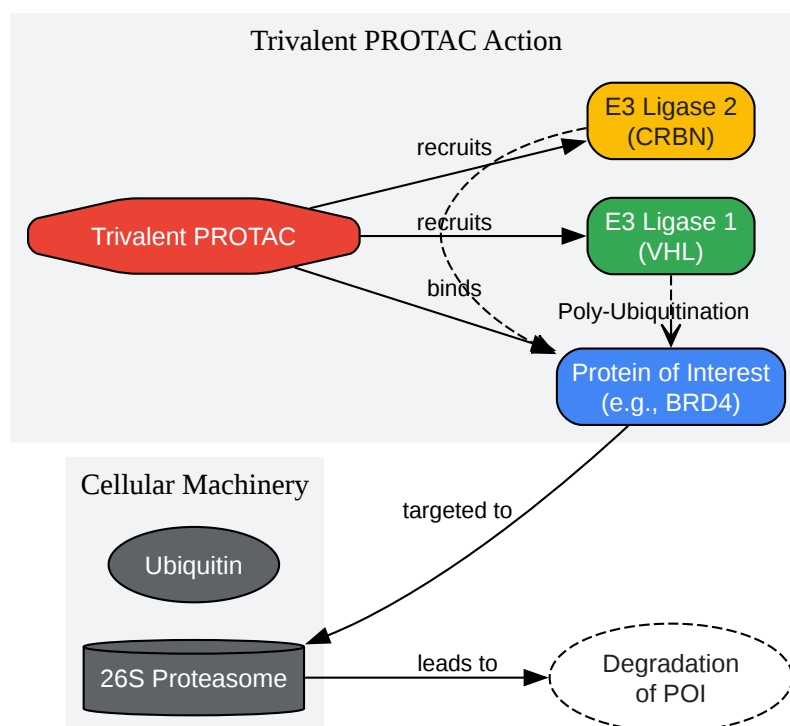 Trivalent PROTAC Action
E3 Ligase 2
(CRBN)
recruits
Trivalent PROTAC
recruits
E3 Ligase 1
(VHL)
binds
Poly-Ubiquitination
Protein of Interest
(e.g., BRD4)
Cellular Machinery
targeted to
Ubiquitin
26S Proteasome
leads to
Degradation
of POI